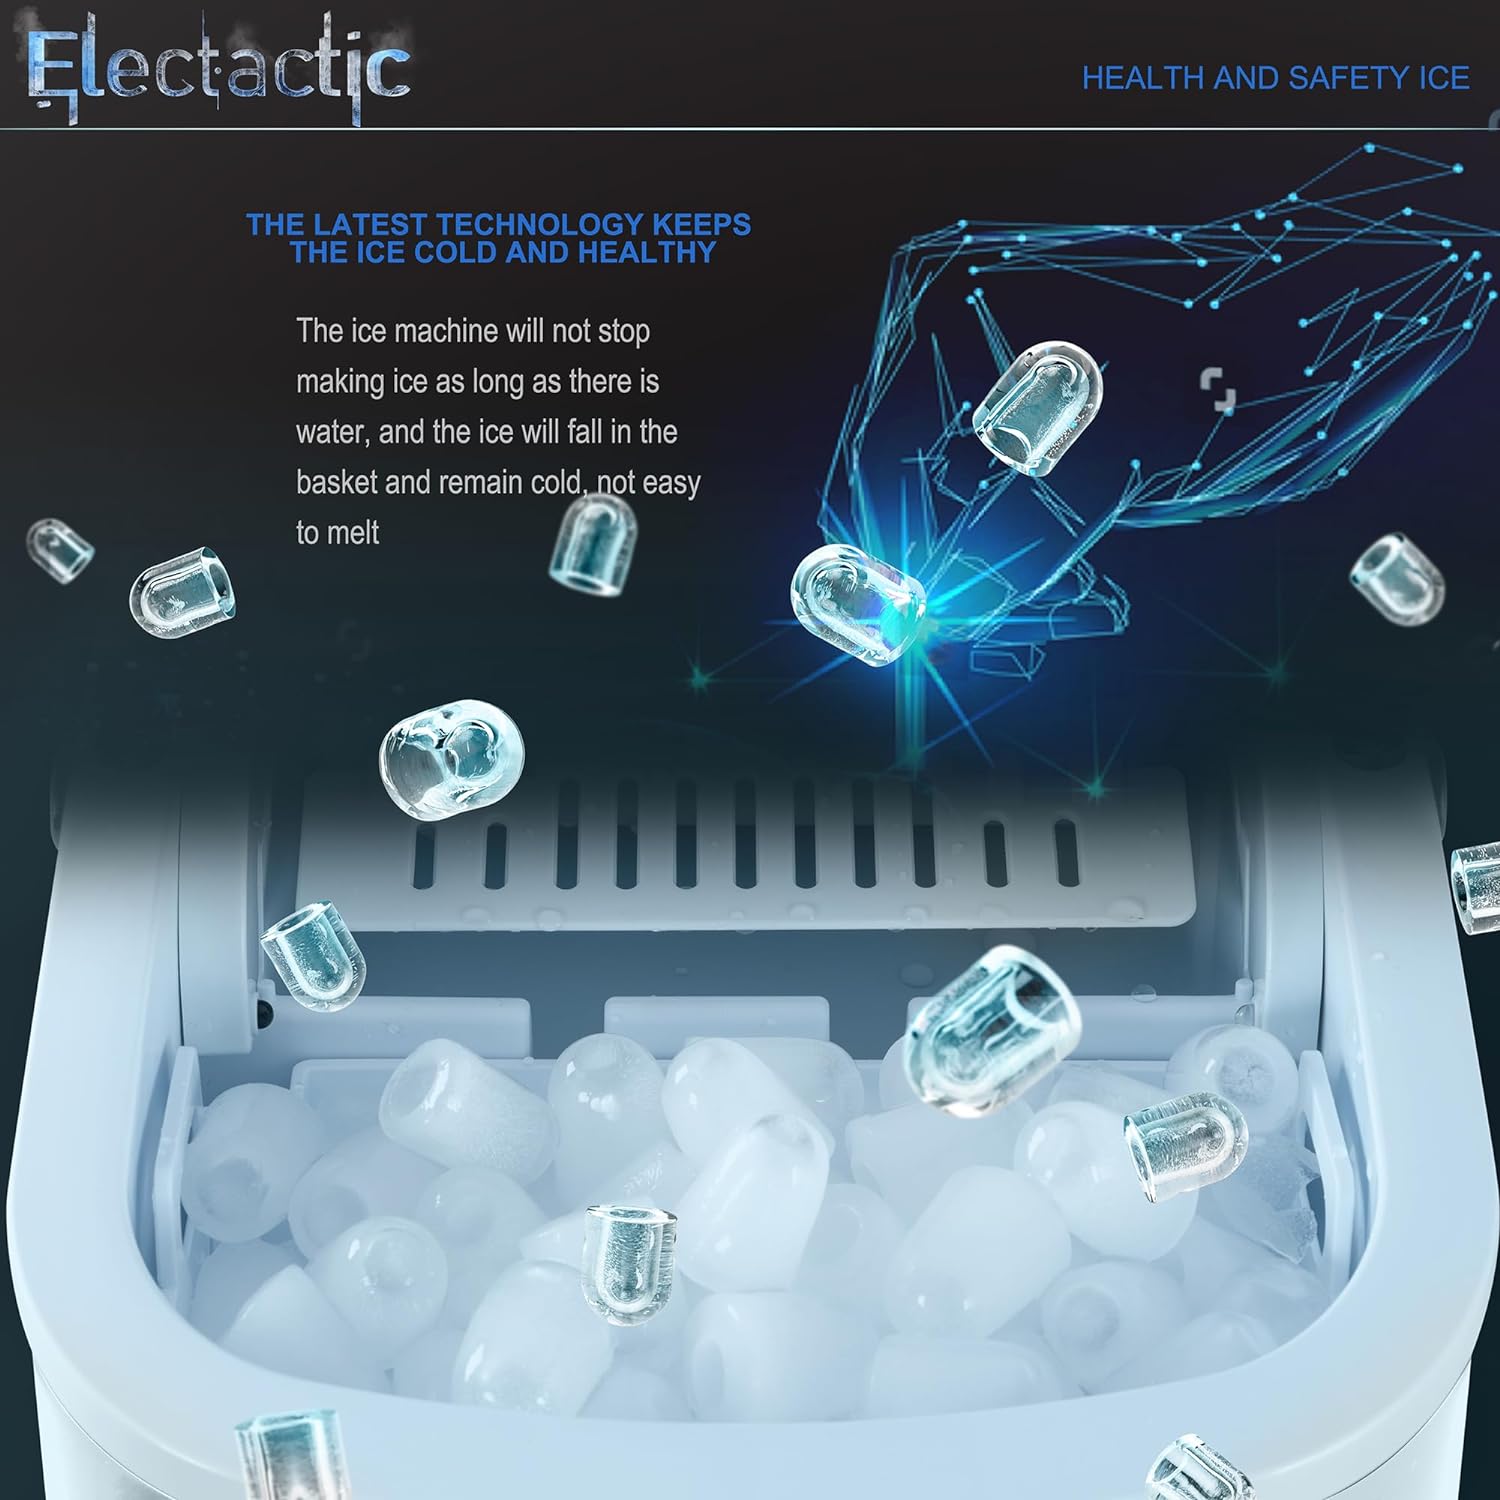 Electactic
HEALTH AND SAFETY ICE
THE LATEST TECHNOLOGY KEEPS
THE ICE COLD AND HEALTHY
The ice machine will not stop
making ice as long as there is
water, and the ice will fall in the
basket and remain cold, not easy
to melt